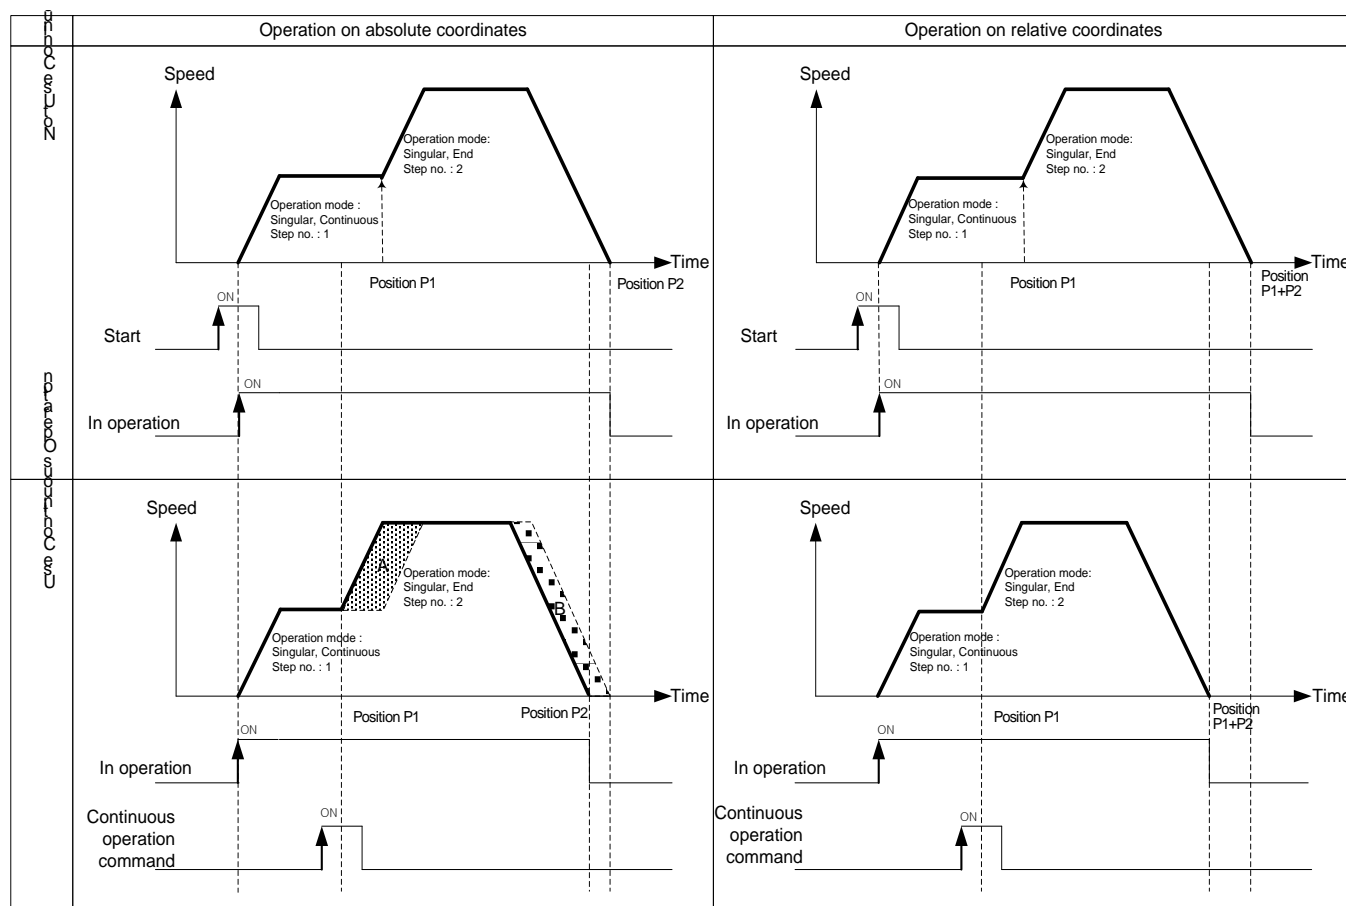 Operation on absolute coordinates
Operation on relative coordinates
Not Use Continu
Speed
Operation mode:
Singular, End
Step no. : 2
Operation mode :
Singular, Continuous
Step no. : 1
Time
Position P1
Position P2
ON
Start
ON
In operation
Speed
Operation mode:
Singular, End
Step no. : 2
Operation mode :
Singular, Continuous
Step no. : 1
Time
Position P1
Position
P1+P2
ON
Start
ON
In operation
Use Continuous Operation
Speed
A
Operation mode:
Singular, End
Step no. : 2
B
Operation mode :
Singular, Continuous
Step no. : 1
Time
Position P1
Position P2
ON
In operation
ON
Continuous
operation
command
Speed
Operation mode:
Singular, End
Step no. : 2
Operation mode :
Singular, Continuous
Step no. : 1
Time
Position P1
Position
P1+P2
ON
In operation
ON
Continuous
operation
command